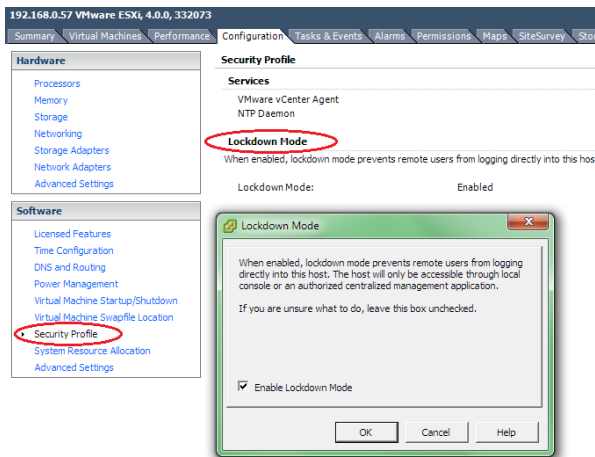 192.168.0.57 VMware ESXi, 4.0.0, 332073
Summary Virtual Machines Performance Configuration Tasks & Events Alarms Permissions Maps SiteSurvey Sto
Hardware
Processors
Memory
Storage
Networking
Storage Adapters
Network Adapters
Advanced Settings
Software
Licensed Features
Time Configuration
DNS and Routing
Power Management
Virtual Machine Startup/Shutdown
Virtual Machine Swapfile Location
Security Profile
System Resource Allocation
Advanced Settings
Security Profile
Services
VMware vCenter Agent
NTP Daemon
Lockdown Mode
When enabled, lockdown mode prevents remote users from logging directly into this hos
Lockdown Mode: Enabled
Lockdown Mode
When enabled, lockdown mode prevents remote users from logging
directly into this host. The host will only be accessible through local
console or an authorized centralized management application.
If you are unsure what to do, leave this box unchecked.
Enable Lockdown Mode
OK Cancel Help